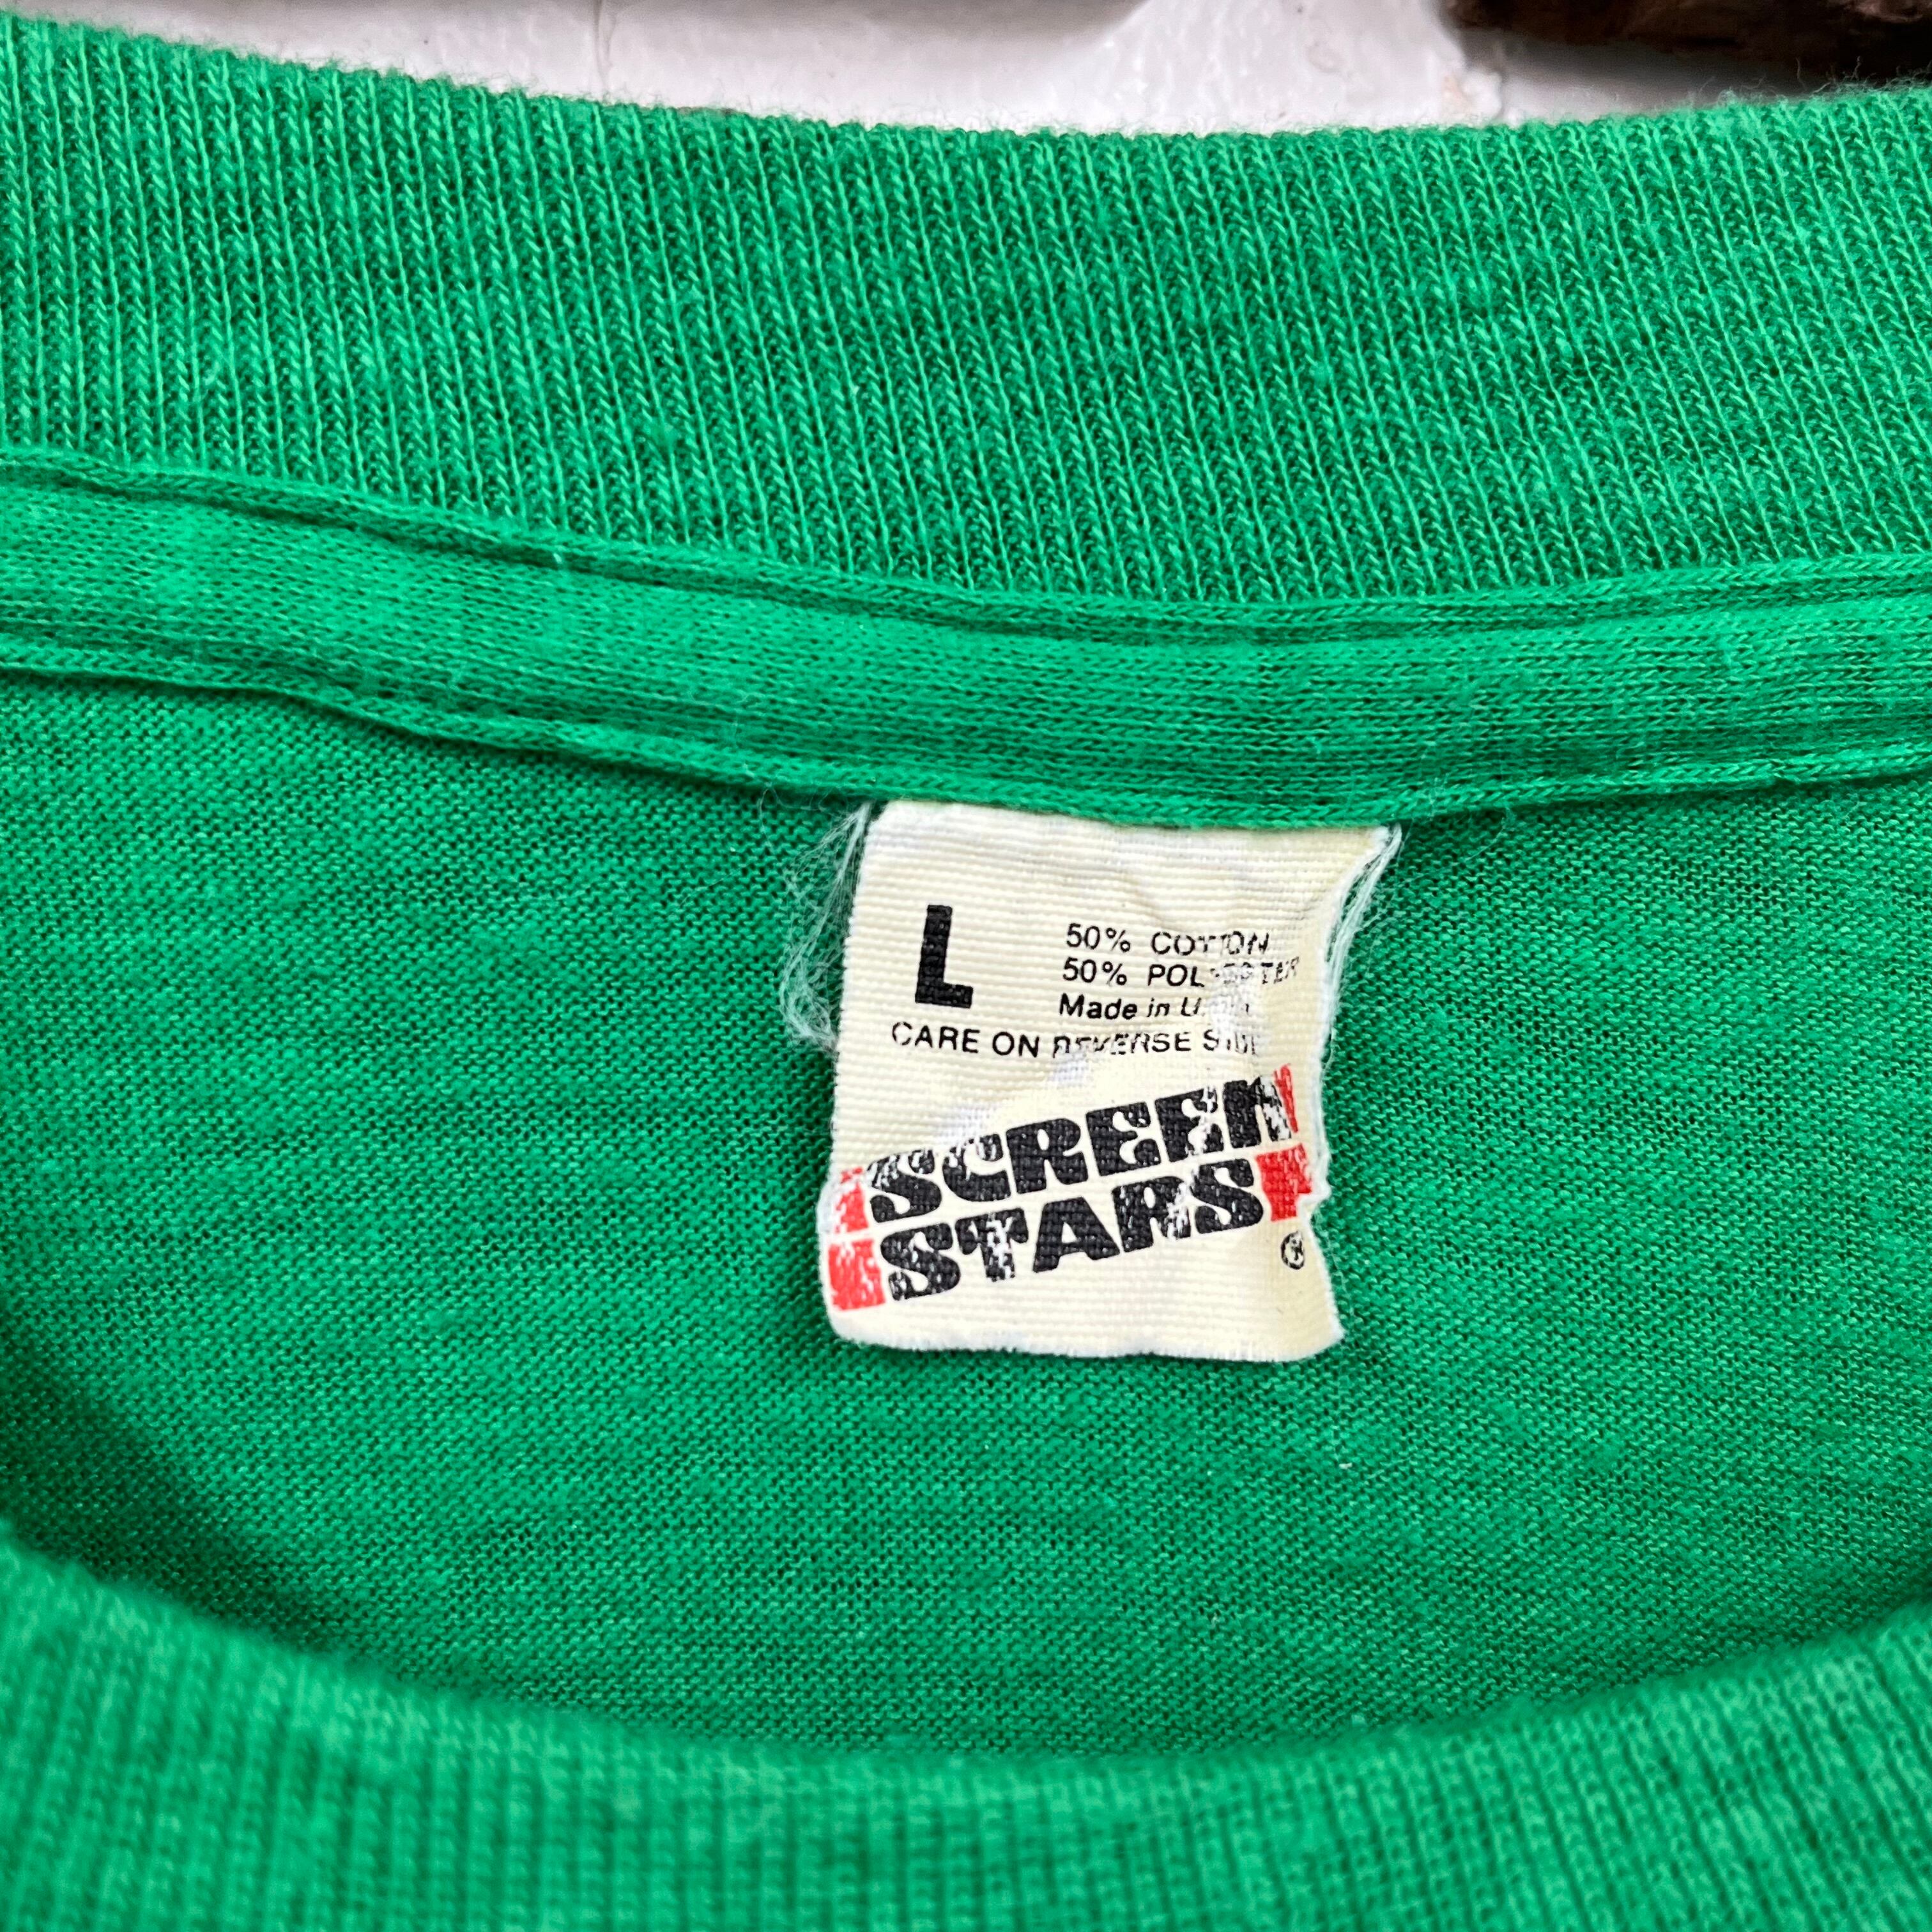 L
50% COTTON
50% POLYESTER
Made in U.S.A.
CARE ON REVERSE SIDE
SCREEN
STARS
®